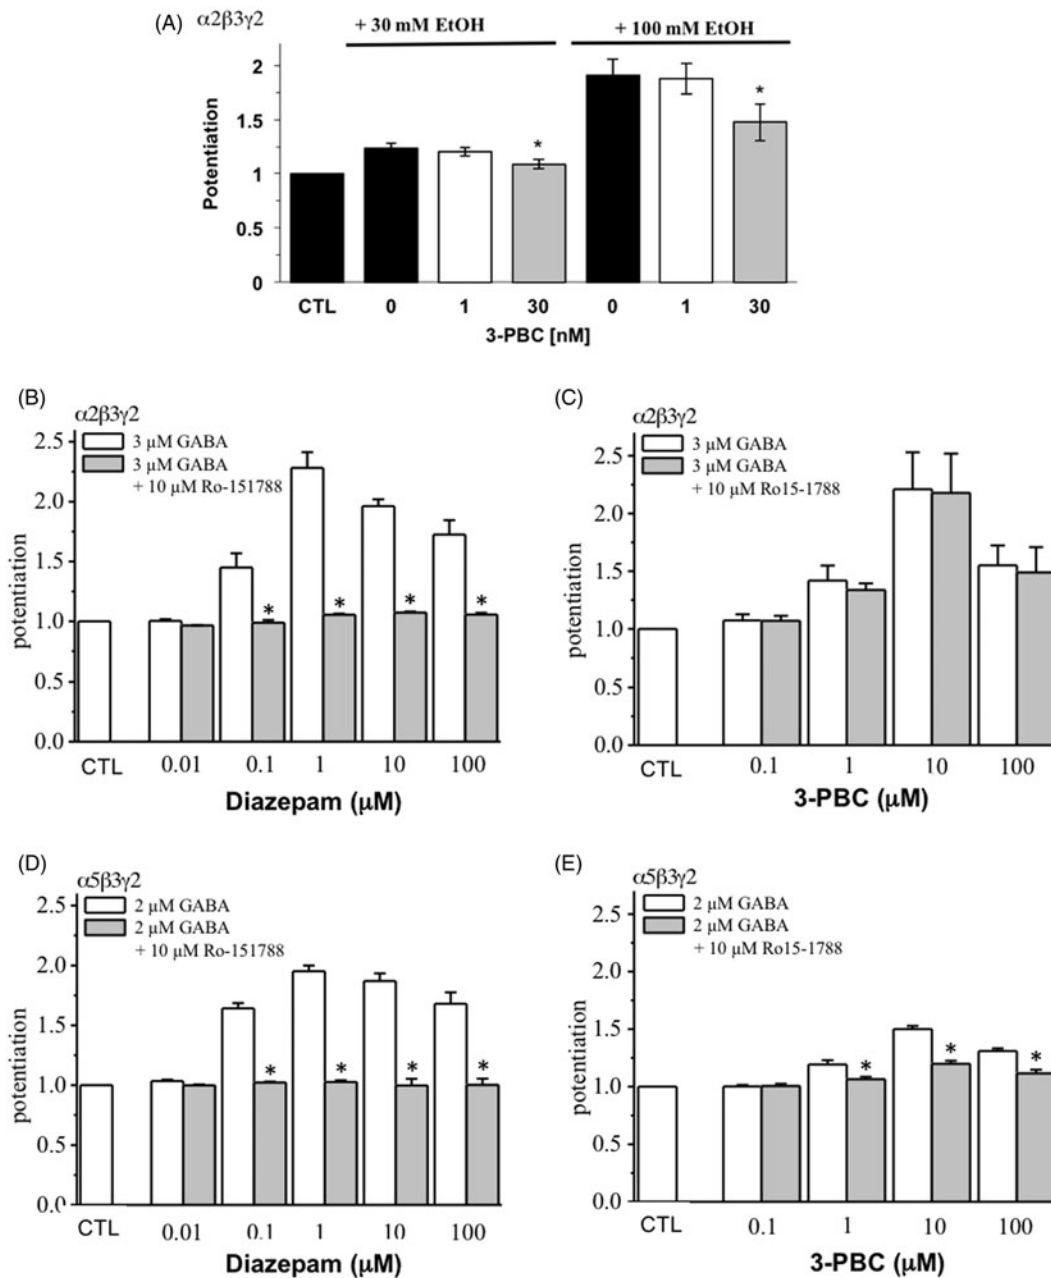 (A) α2β3γ2
+ 30 mM EtOH + 100 mM EtOH
2
1.5
1
0.5
0
Potentiation
CTL 0 1 30 0 1 30
3-PBC [nM]
* *
(B)
α2β3γ2
3 µM GABA
3 µM GABA
+ 10 µM Ro-151788
2.5
2.0
1.5
1.0
0.5
0.0
potentiation
* * * *
CTL 0.01 0.1 1 10 100
Diazepam (µM)
(C)
α2β3γ2
3 µM GABA
3 µM GABA
+ 10 µM Ro15-1788
2.5
2.0
1.5
1.0
0.5
0.0
potentiation
CTL 0.1 1 10 100
3-PBC (µM)
(D)
α5β3γ2
2 µM GABA
2 µM GABA
+ 10 µM Ro-151788
2.5
2.0
1.5
1.0
0.5
0.0
potentiation
* * * *
CTL 0.01 0.1 1 10 100
Diazepam (µM)
(E)
α5β3γ2
2 µM GABA
2 µM GABA
+ 10 µM Ro15-1788
2.5
2.0
1.5
1.0
0.5
0.0
potentiation
* * *
CTL 0.1 1 10 100
3-PBC (µM)